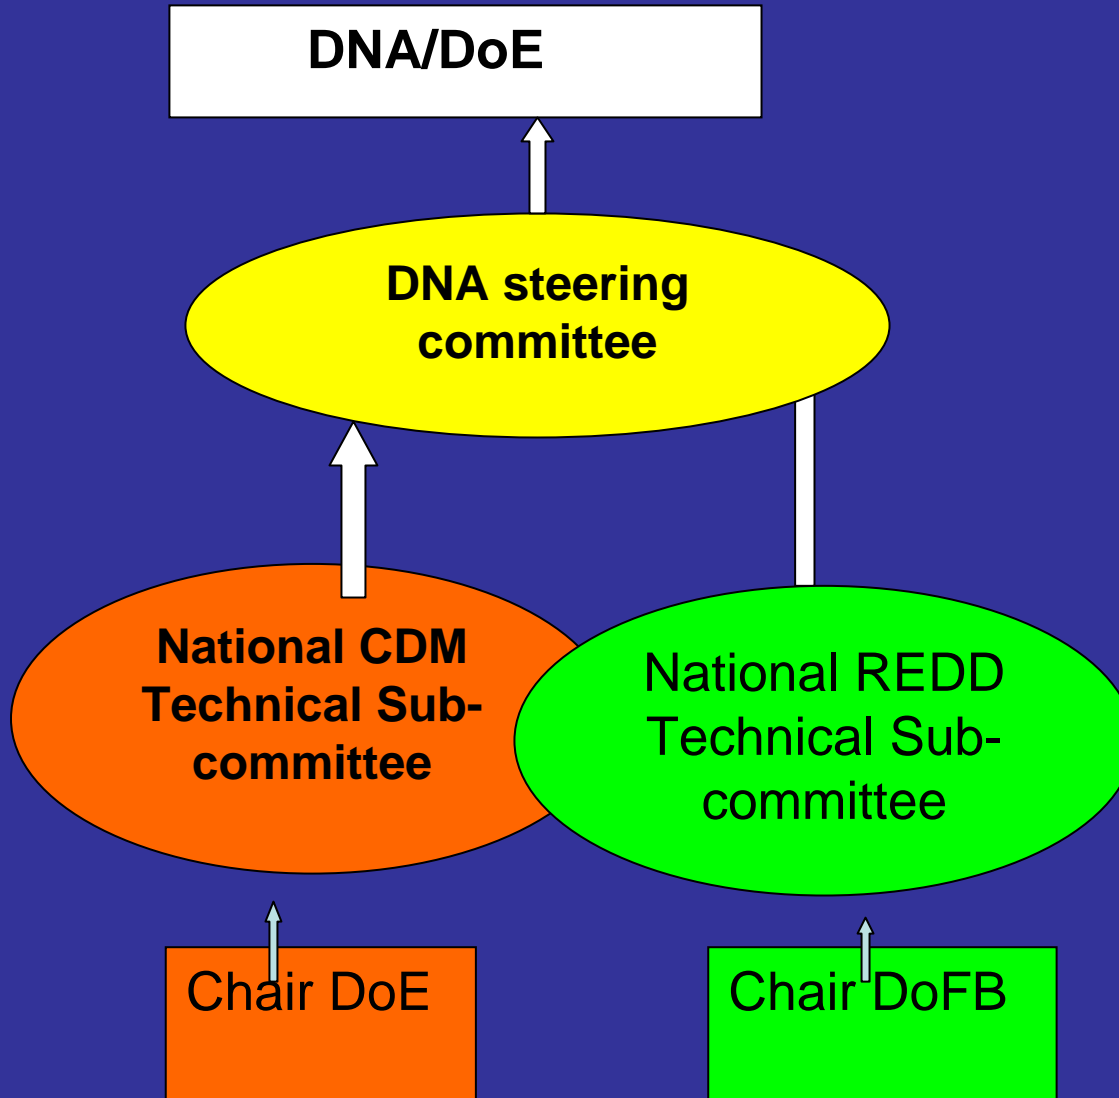 DNA/DoE
DNA steering
committee
National CDM
Technical Sub-
committee
National REDD
Technical Sub-
committee
Chair DoE
Chair DoFB